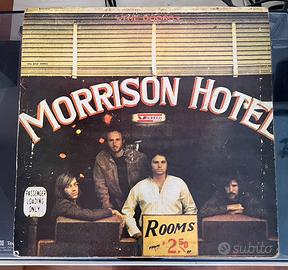 THE DOORS
MORRISON HOTEL
PASSENGER
LOADING
ONLY
ROOMS
2.50
subito